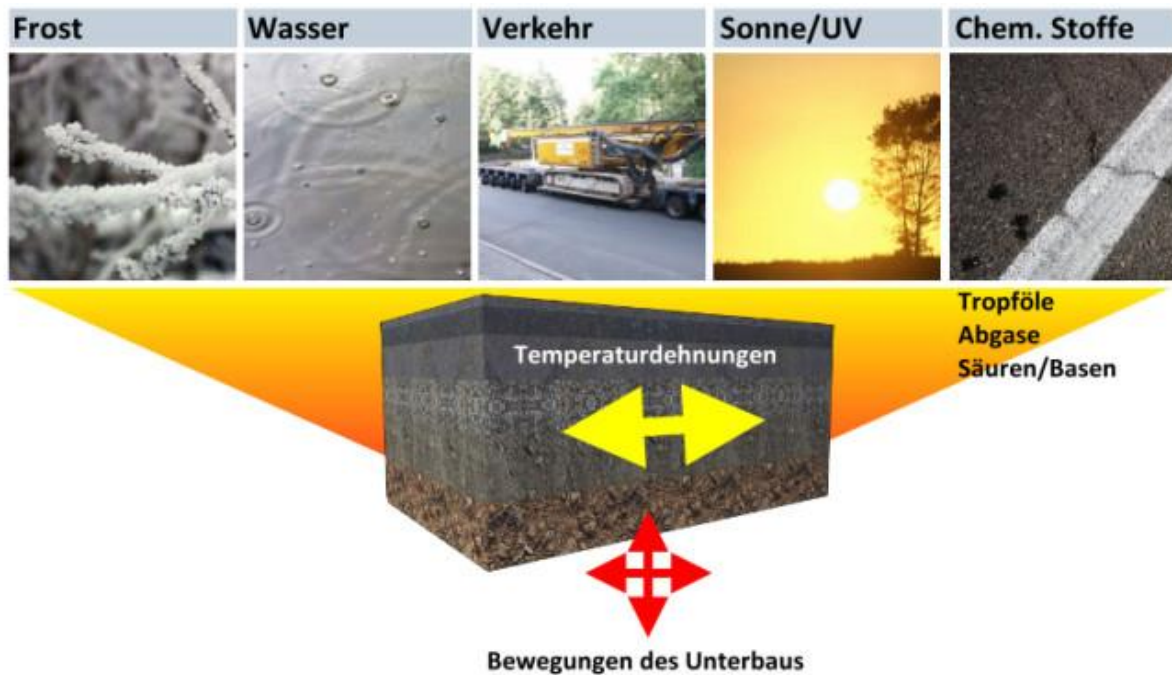 Frost
Wasser
Verkehr
Sonne/UV
Chem. Stoffe
Tropföle
Abgase
Säuren/Basen
Temperaturdehnungen
Bewegungen des Unterbaus